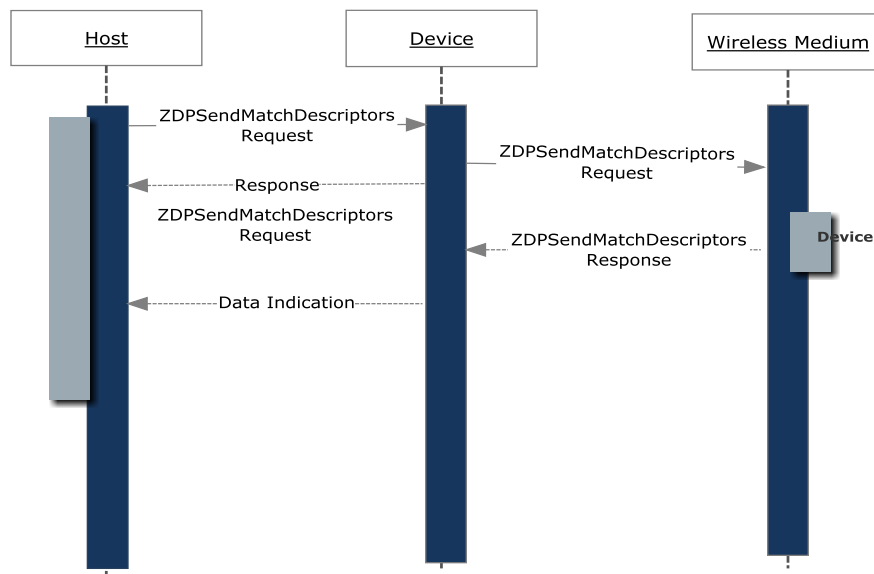 Host
Device
Wireless Medium
ZDPSendMatchDescriptors
Request
ZDPSendMatchDescriptors
Request
Response
ZDPSendMatchDescriptors
Request
ZDPSendMatchDescriptors
Response
Device
Data Indication